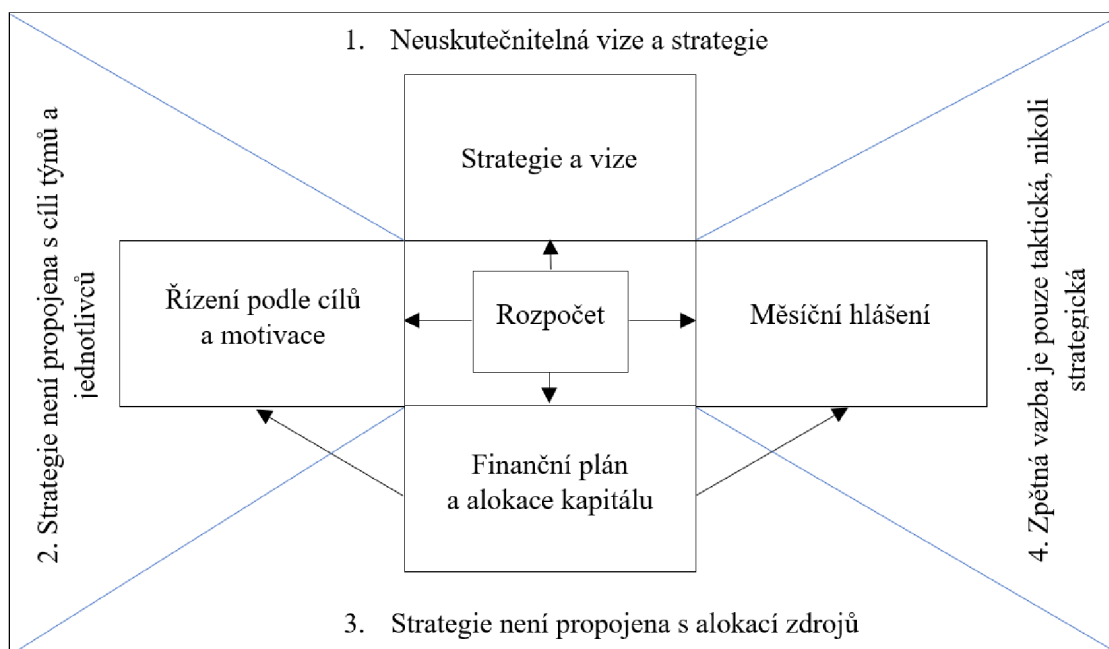 1. Neuskutečnitelná vize a strategie
Strategie a vize
2. Strategie není propojena s cíli týmů a
jednotlivců
Řízení podle cílů
a motivace
Rozpočet
Měsíční hlášení
4. Zpětná vazba je pouze taktická, nikoli
strategická
Finanční plán
a alokace kapitálu
3. Strategie není propojena s alokací zdrojů